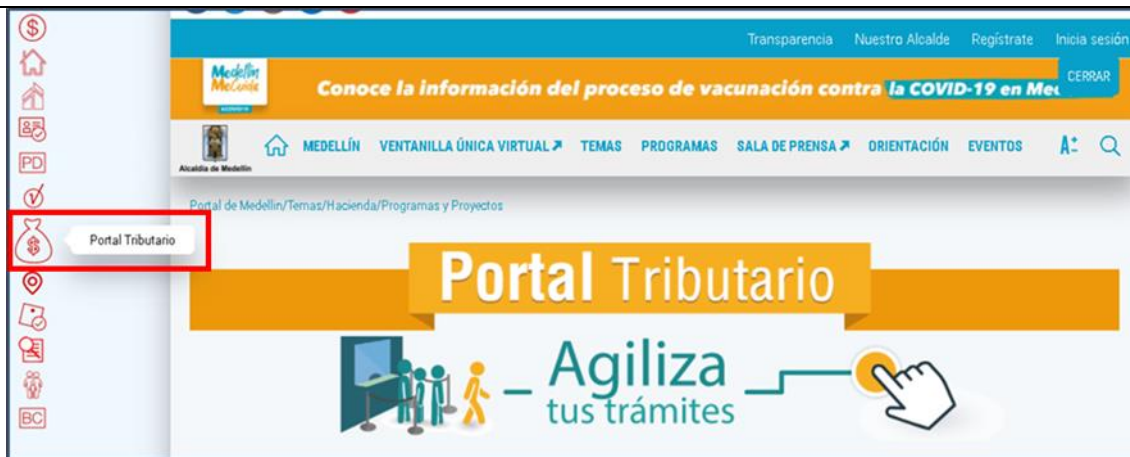 Transparencia Nuestro Alcalde Regístrate Inicia sesión
Medellín
Me Cuida
Conoce la información del proceso de vacunación contra la COVID-19 en Me
CERRAR
Alcaldía de Medellín
MEDELLÍN VENTANILLA ÚNICA VIRTUAL TEMAS PROGRAMAS SALA DE PRENSA ORIENTACIÓN EVENTOS A
PD
Portal de Medellín/Temas/Hacienda/Programas y Proyectos
Portal Tributario
Portal Tributario
Agiliza
tus trámites
BC